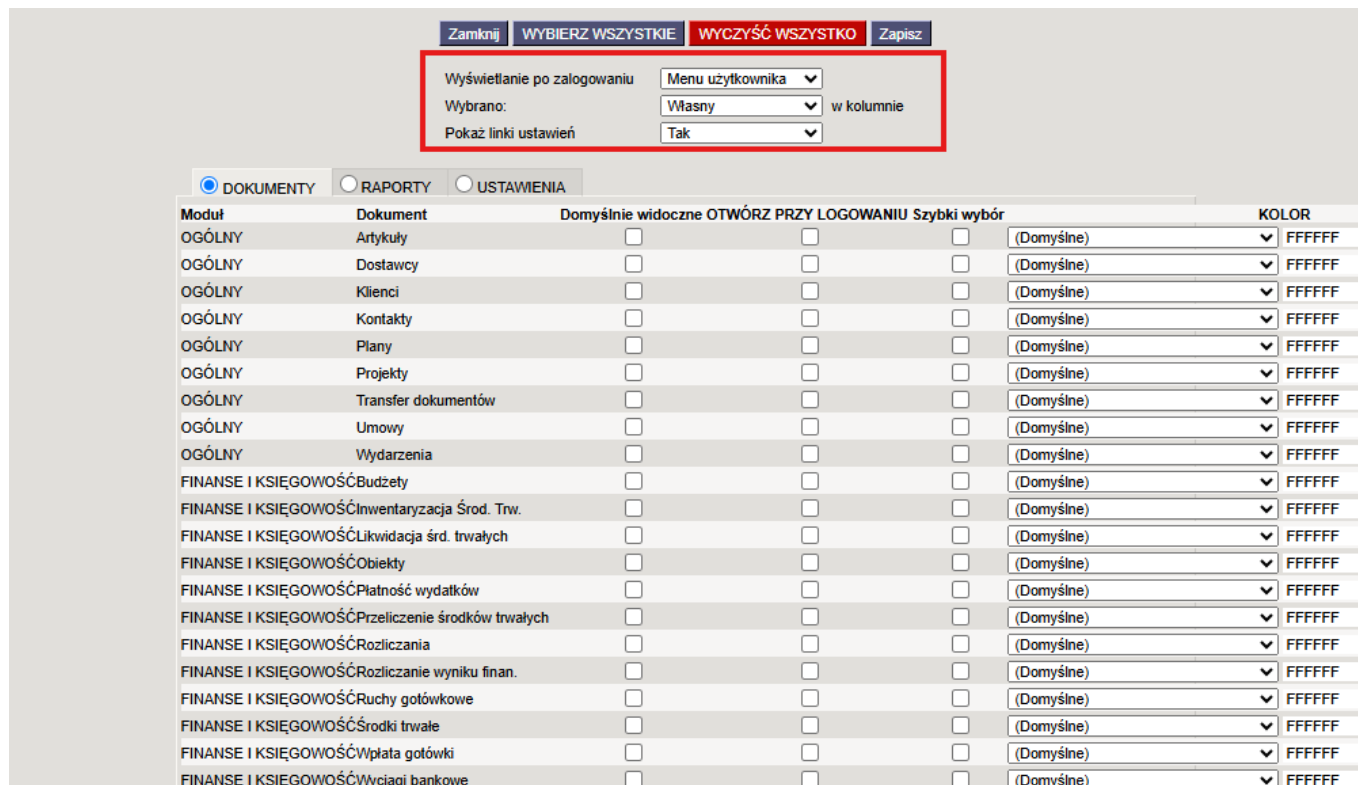 Zamknij WYBIERZ WSZYSTKIE WYCZYŚĆ WSZYSTKO Zapisz
Wyświetlanie po zalogowaniu Menu użytkownika
Wybrano: Własny w kolumnie
Pokaż linki ustawień Tak
DOKUMENTY RAPORTY USTAWIENIA
Moduł Dokument Domyślnie widoczne OTWÓRZ PRZY LOGOWANIU Szybki wybór KOLOR
OGÓLNY Artykuły (Domyślne) FFFFFF
OGÓLNY Dostawcy (Domyślne) FFFFFF
OGÓLNY Klienci (Domyślne) FFFFFF
OGÓLNY Kontakty (Domyślne) FFFFFF
OGÓLNY Plany (Domyślne) FFFFFF
OGÓLNY Projekty (Domyślne) FFFFFF
OGÓLNY Transfer dokumentów (Domyślne) FFFFFF
OGÓLNY Umowy (Domyślne) FFFFFF
OGÓLNY Wydarzenia (Domyślne) FFFFFF
FINANSE I KSIĘGOWOŚĆ Budżety (Domyślne) FFFFFF
FINANSE I KSIĘGOWOŚĆ Inwentaryzacja Środ. Trw. (Domyślne) FFFFFF
FINANSE I KSIĘGOWOŚĆ Likwidacja śrd. trwałych (Domyślne) FFFFFF
FINANSE I KSIĘGOWOŚĆ Obiekty (Domyślne) FFFFFF
FINANSE I KSIĘGOWOŚĆ Płatność wydatków (Domyślne) FFFFFF
FINANSE I KSIĘGOWOŚĆ Przeliczenie środków trwałych (Domyślne) FFFFFF
FINANSE I KSIĘGOWOŚĆ Rozliczania (Domyślne) FFFFFF
FINANSE I KSIĘGOWOŚĆ Rozliczanie wyniku finan. (Domyślne) FFFFFF
FINANSE I KSIĘGOWOŚĆ Ruchy gotówkowe (Domyślne) FFFFFF
FINANSE I KSIĘGOWOŚĆ Środki trwałe (Domyślne) FFFFFF
FINANSE I KSIĘGOWOŚĆ Wpłata gotówki (Domyślne) FFFFFF
FINANSE I KSIĘGOWOŚĆ Wyciągi bankowe (Domyślne) FFFFFF